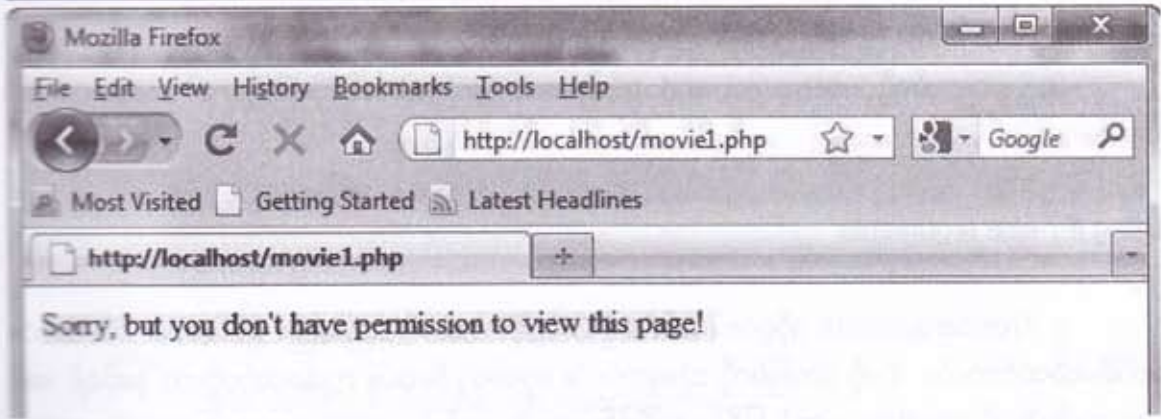 Mozilla Firefox
File Edit View History Bookmarks Tools Help
http://localhost/movie1.php Google
Most Visited Getting Started Latest Headlines
http://localhost/movie1.php
Sorry, but you don't have permission to view this page!